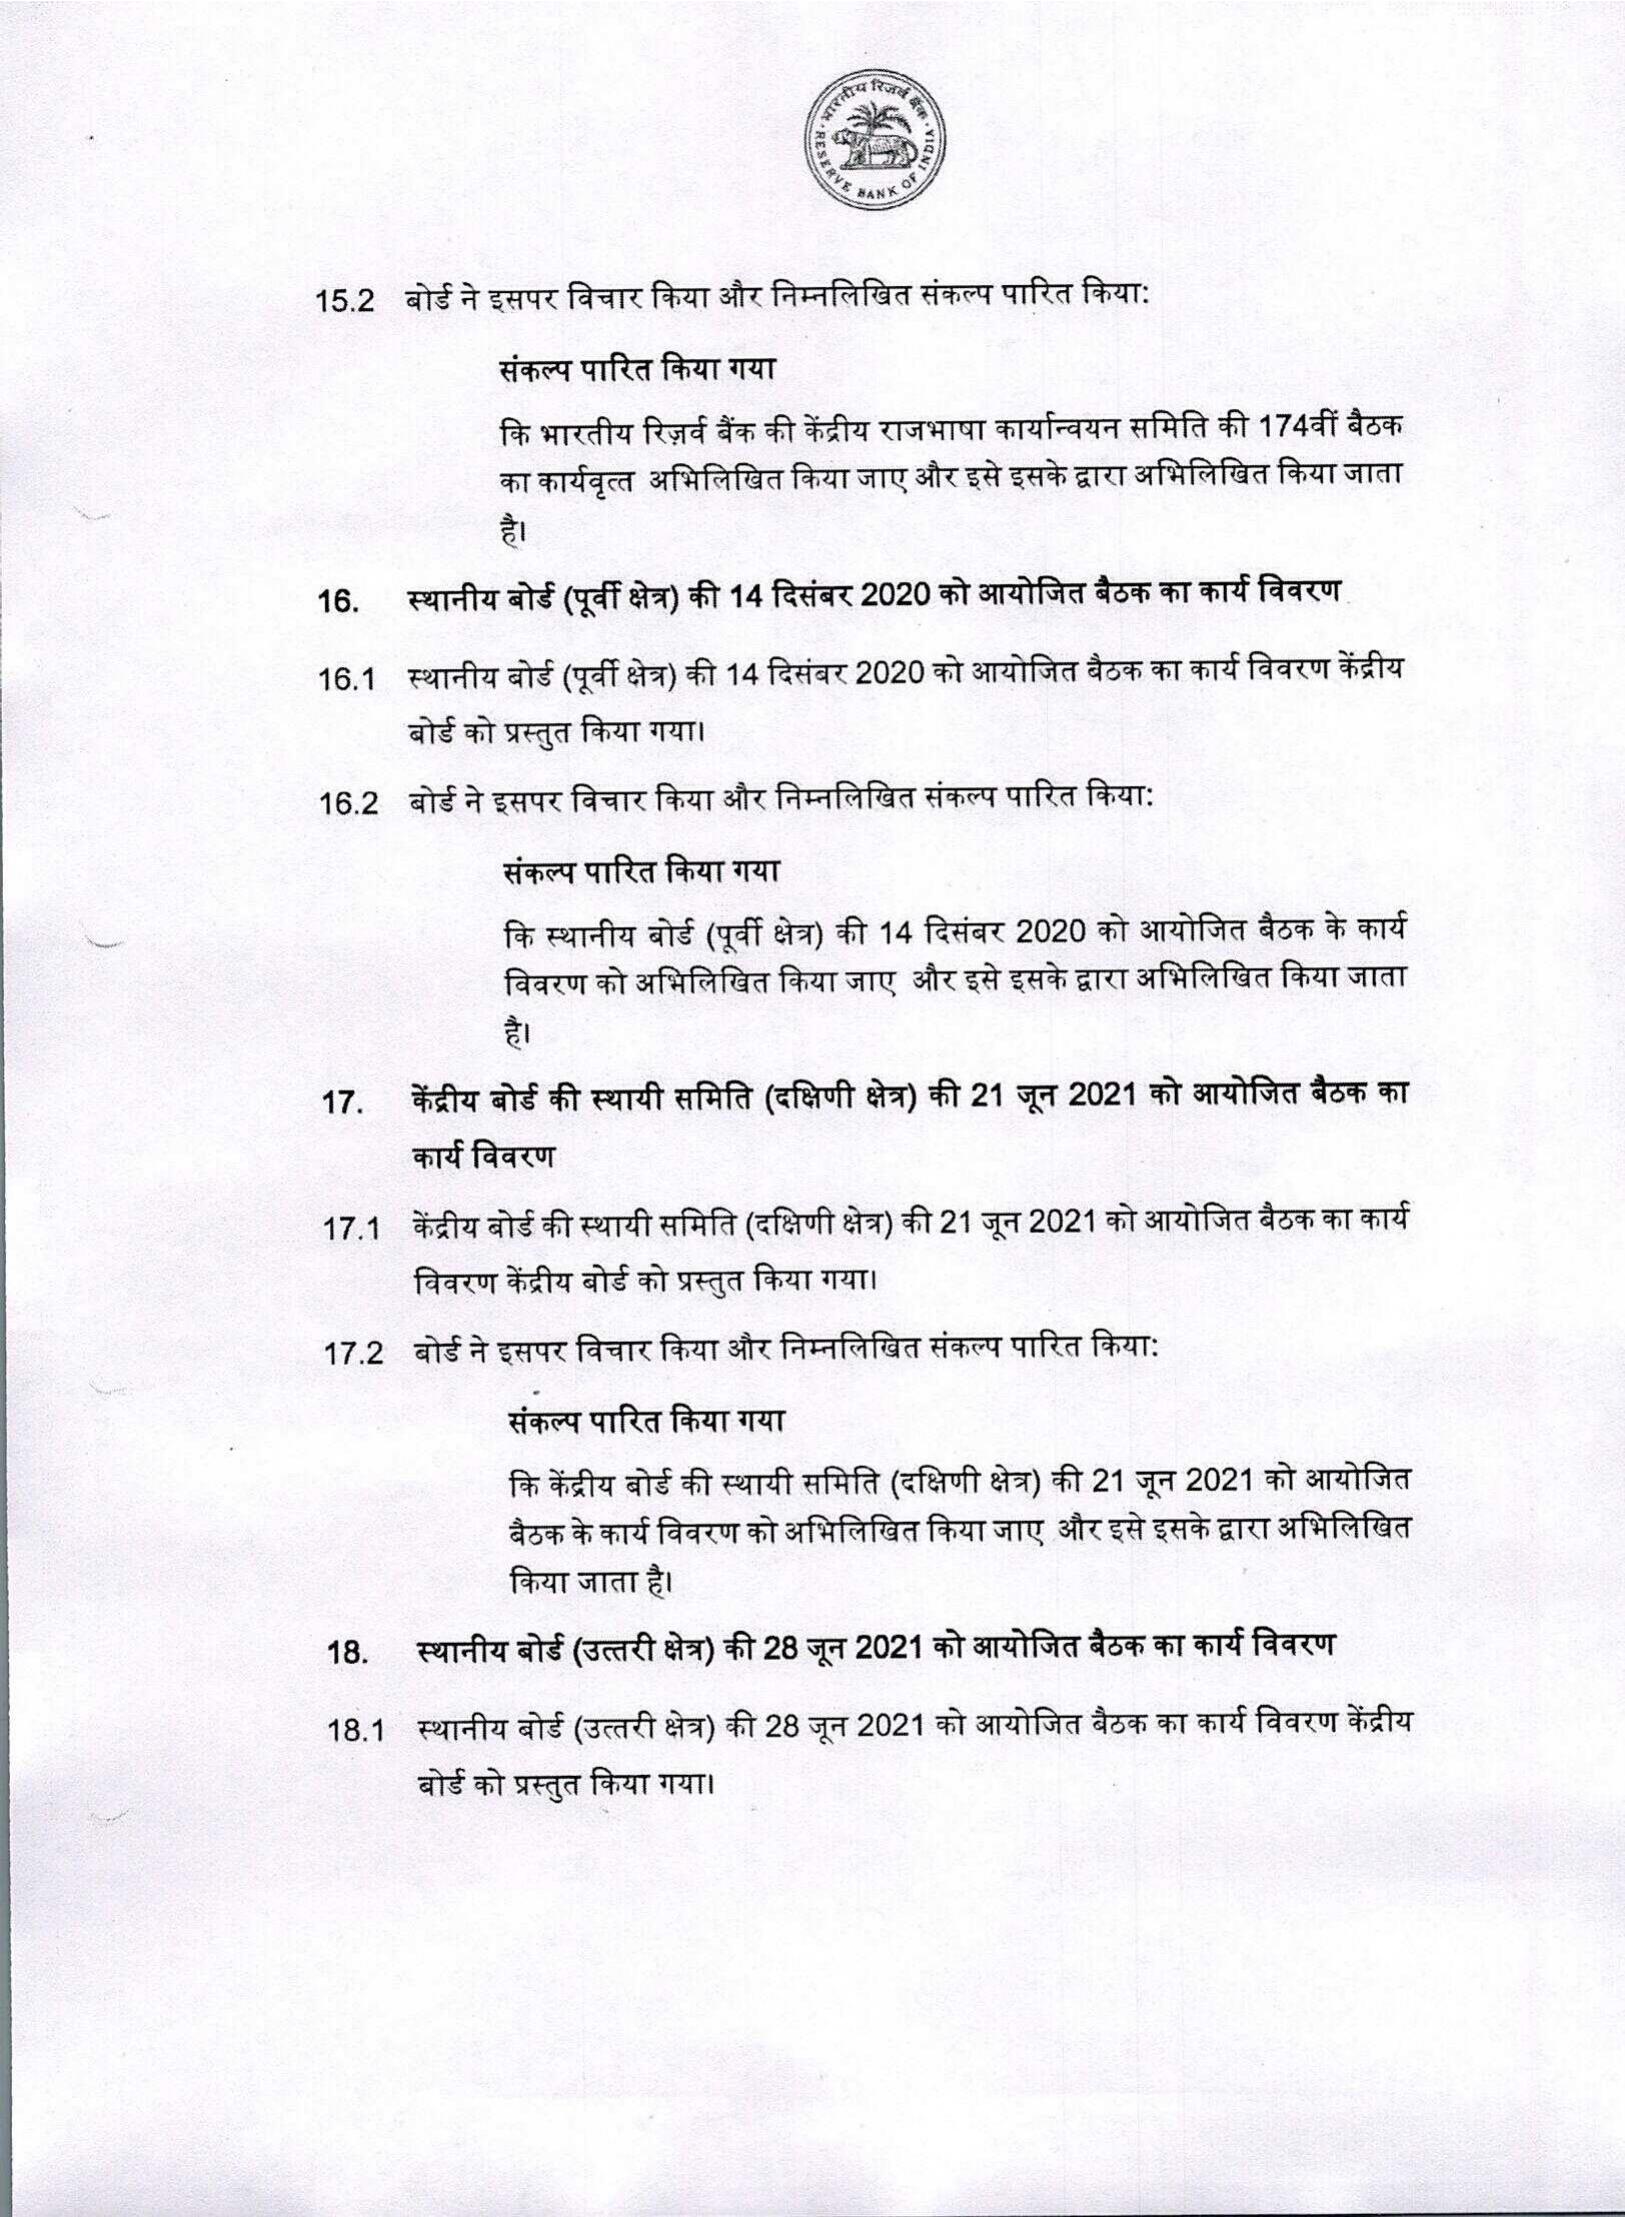 भारतीय रिज़र्व बैंक
RESERVE BANK OF INDIA
15.2 बोर्ड ने इसपर विचार किया और निम्नलिखित संकल्प पारित किया:
संकल्प पारित किया गया
कि भारतीय रिज़र्व बैंक की केंद्रीय राजभाषा कार्यान्वयन समिति की 174वीं बैठक
का कार्यवृत्त अभिलिखित किया जाए और इसे इसके द्वारा अभिलिखित किया जाता
है।
16. स्थानीय बोर्ड (पूर्वी क्षेत्र) की 14 दिसंबर 2020 को आयोजित बैठक का कार्य विवरण
16.1 स्थानीय बोर्ड (पूर्वी क्षेत्र) की 14 दिसंबर 2020 को आयोजित बैठक का कार्य विवरण केंद्रीय
बोर्ड को प्रस्तुत किया गया।
16.2 बोर्ड ने इसपर विचार किया और निम्नलिखित संकल्प पारित किया:
संकल्प पारित किया गया
कि स्थानीय बोर्ड (पूर्वी क्षेत्र) की 14 दिसंबर 2020 को आयोजित बैठक के कार्य
विवरण को अभिलिखित किया जाए और इसे इसके द्वारा अभिलिखित किया जाता
है।
17. केंद्रीय बोर्ड की स्थायी समिति (दक्षिणी क्षेत्र) की 21 जून 2021 को आयोजित बैठक का
कार्य विवरण
17.1 केंद्रीय बोर्ड की स्थायी समिति (दक्षिणी क्षेत्र) की 21 जून 2021 को आयोजित बैठक का कार्य
विवरण केंद्रीय बोर्ड को प्रस्तुत किया गया।
17.2 बोर्ड ने इसपर विचार किया और निम्नलिखित संकल्प पारित किया:
संकल्प पारित किया गया
कि केंद्रीय बोर्ड की स्थायी समिति (दक्षिणी क्षेत्र) की 21 जून 2021 को आयोजित
बैठक के कार्य विवरण को अभिलिखित किया जाए और इसे इसके द्वारा अभिलिखित
किया जाता है।
18. स्थानीय बोर्ड (उत्तरी क्षेत्र) की 28 जून 2021 को आयोजित बैठक का कार्य विवरण
18.1 स्थानीय बोर्ड (उत्तरी क्षेत्र) की 28 जून 2021 को आयोजित बैठक का कार्य विवरण केंद्रीय
बोर्ड को प्रस्तुत किया गया।